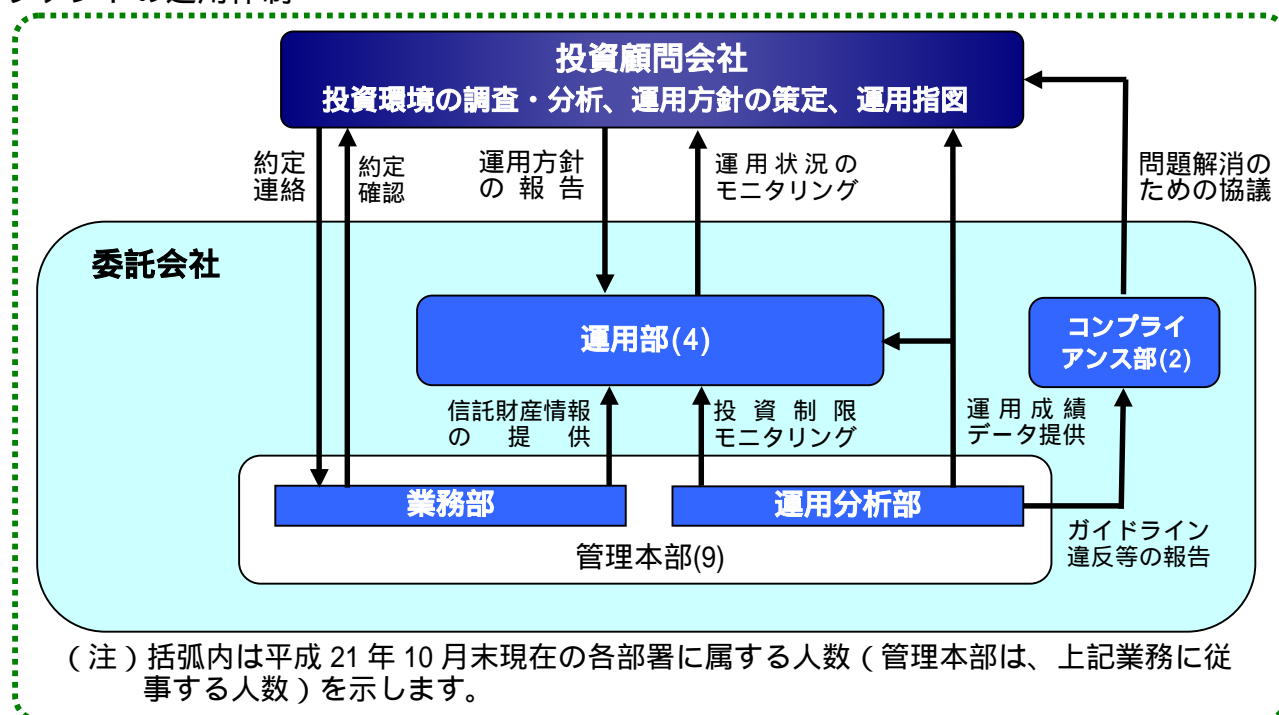 ファンドの運用体制
投資顧問会社
投資環境の調査・分析、運用方針の策定、運用指図
約定
連絡
約定
確認
運用方針
の報告
運用状況の
モニタリング
問題解消の
ための協議
委託会社
運用部(4)
コンプライ
アンス部(2)
信託財産情報
の提供
投資制限
モニタリング
運用成績
データ提供
業務部
運用分析部
管理本部(9)
ガイドライン
違反等の報告
(注)括弧内は平成 21 年 10 月末現在の各部署に属する人数(管理本部は、上記業務に従
事する人数)を示します。